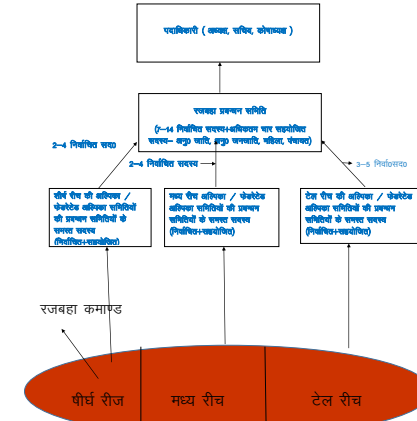 पदाधिकारी ( अध्यक्ष, सचिव, कोषाध्यक्ष )
रजबहा प्रबन्धन समिति
(7–14 निर्वाचित सदस्य+अधिकतम चार सहयोजित
सदस्य– अनु0 जाति, अनु0 जनजाति, महिला, पंचायत)
2–4 निर्वाचित सद0
2–4 निर्वाचित सदस्य
3–5 निर्वा0सद0
शीर्ष रीच की अल्पिका /
फेडरेटेड अल्पिका समितियों
की प्रबन्धन समितियों के
समस्त सदस्य
(निर्वाचित+सहयोजित)
मध्य रीच अल्पिका / फेडरेटेड
अल्पिका समितियों की प्रबन्धन
समितियों के समस्त सदस्य
(निर्वाचित+सहयोजित)
टेल रीच की अल्पिका / फेडरेटेड
अल्पिका समितियों की प्रबन्धन
समितियों के समस्त सदस्य
(निर्वाचित+सहयोजित)
रजबहा कमाण्ड
षीर्घ रीज
मध्य रीच
टेल रीच